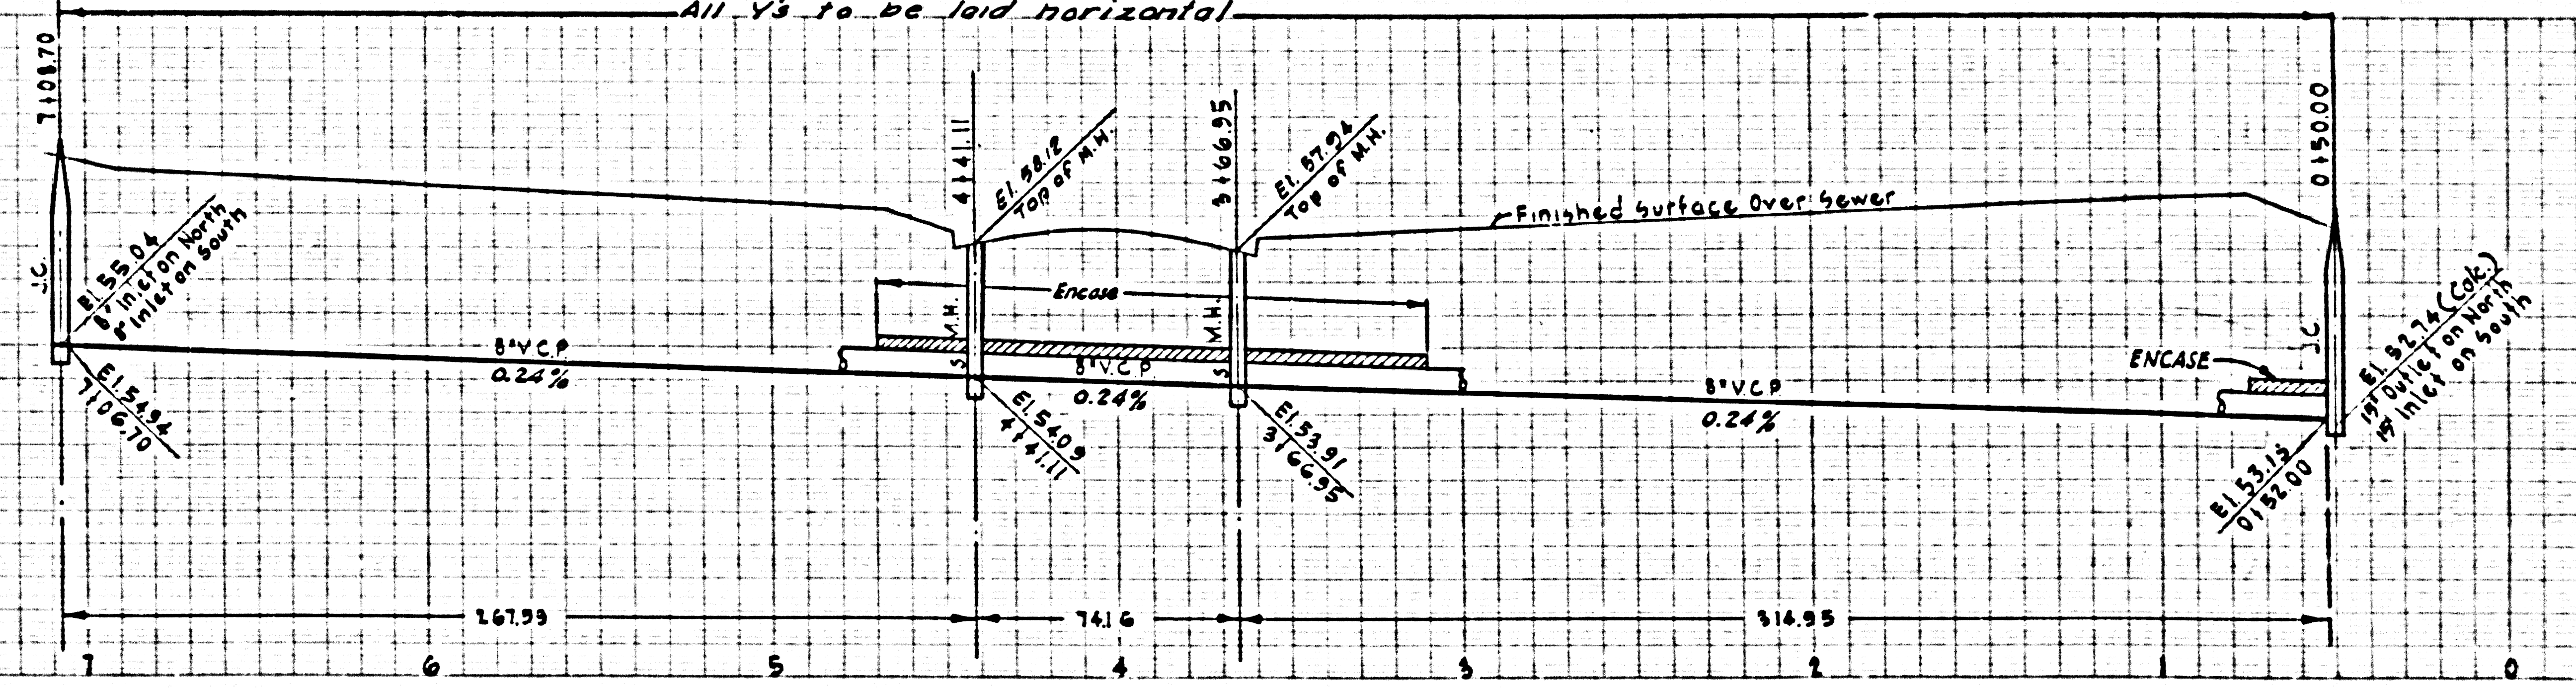 All Y's to be laid horizontal
7+08.70
4+41.11
3+66.95
0+50.00
El. 58.12
Top of M.H.
El. 57.94
Top of M.H.
Finished Surface Over Sewer
J.C.
El. 55.04
8" Inlet on North
8" Inlet on South
Encase
S. M.H.
S. M.H.
J.C.
El. 52.74 (Calc.)
15" Outlet on North
15" Inlet on South
ENCASE
8" V.C.P.
0.24%
8" V.C.P.
0.24%
8" V.C.P.
0.24%
El. 54.94
7+06.70
El. 54.09
4+41.11
El. 53.91
3+66.95
El. 53.15
0+52.00
267.59
74.16
314.95
7 6 5 4 3 2 1 0